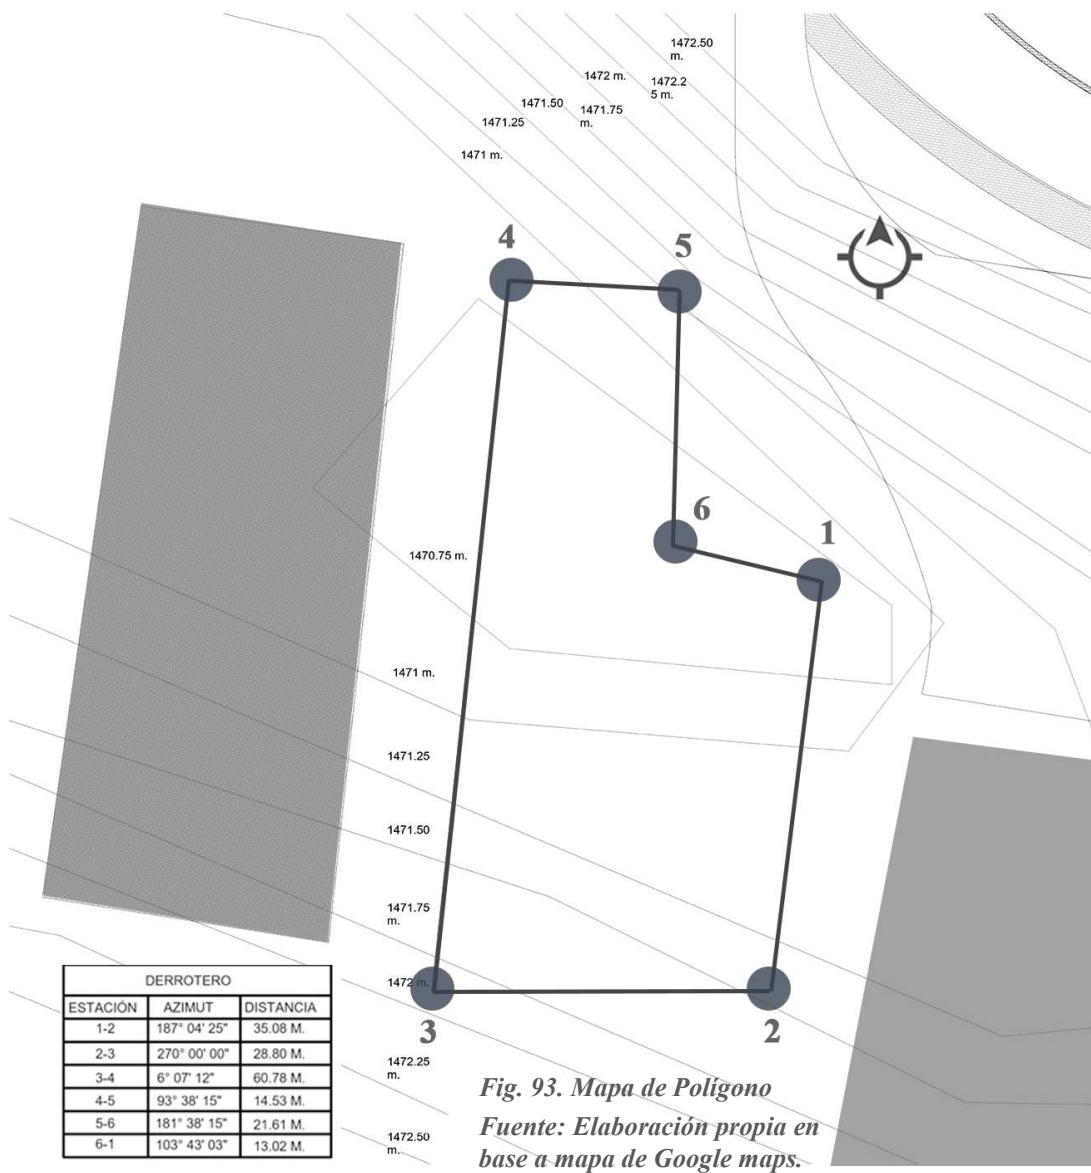 1472.50
m.
1472 m.
1472.2
5 m.
1471.50
1471.75
m.
1471.25
1471 m.
4
5
6
1
1470.75 m.
1471 m.
1471.25
1471.50
1471.75
m.
1472 m.
3
2
1472.25
m.
1472.50
m.
DERROTERO
ESTACIÓN AZIMUT DISTANCIA
1-2 187° 04' 25" 35.08 M.
2-3 270° 00' 00" 28.80 M.
3-4 6° 07' 12" 60.78 M.
4-5 93° 38' 15" 14.53 M.
5-6 181° 38' 15" 21.61 M.
6-1 103° 43' 03" 13.02 M.
Fig. 93. Mapa de Polígono
Fuente: Elaboración propia en
base a mapa de Google maps.